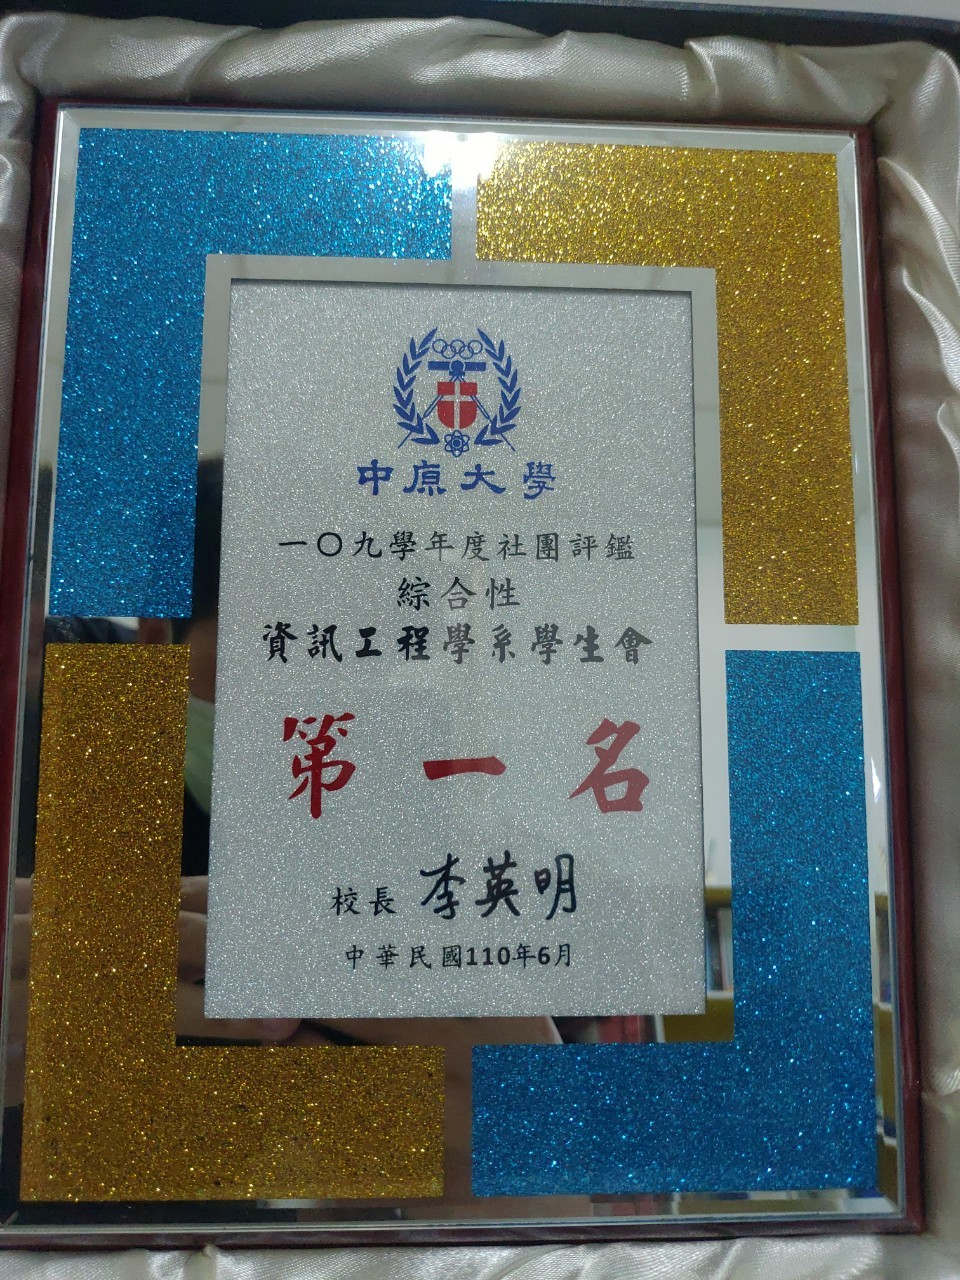 中原大學
一〇九學年度社團評鑑
綜合性
資訊工程學系學生會
第一名
校長 李英明
中華民國110年6月